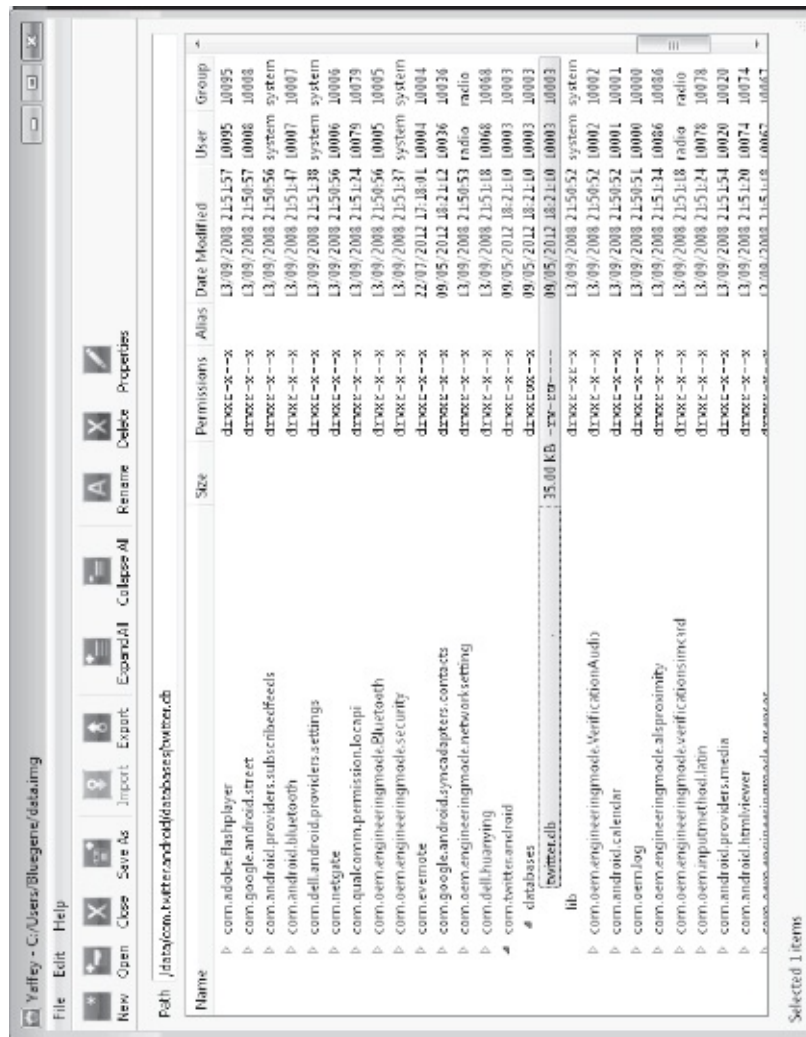 Yaffey - C:/Users/Bluegene/data.img
File Edit Help
New Open Close Save As Import Export Expand All Collapse All Rename Delete Properties
Path /data/com.twitter.android/databases/twitter.db
Name Size Permissions Alias Date Modified User Group
com.adobe.flashplayer drwxr-x--x 13/09/2008 21:51:57 10095 10095
com.google.android.street drwxr-x--x 13/09/2008 21:50:57 10008 10008
com.android.providers.subscribedfeeds drwxr-x--x 13/09/2008 21:50:56 system system
com.android.bluetooth drwxr-x--x 13/09/2008 21:51:47 10007 10007
com.dell.android.providers.settings drwxr-x--x 13/09/2008 21:51:38 system system
com.netgate drwxr-x--x 13/09/2008 21:50:56 10006 10006
com.qualcomm.permission.locapi drwxr-x--x 13/09/2008 21:51:24 10079 10079
com.oem.engineeringmode.Bluetooth drwxr-x--x 13/09/2008 21:50:56 10005 10005
com.oem.engineeringmode.security drwxr-x--x 13/09/2008 21:51:37 system system
com.evernote drwxr-x--x 22/07/2012 17:18:01 10004 10004
com.google.android.syncadapters.contacts drwxr-x--x 09/05/2012 18:21:12 10036 10036
com.oem.engineeringmode.networksetting drwxr-x--x 13/09/2008 21:50:53 radio radio
com.dell.huanying drwxr-x--x 13/09/2008 21:51:18 10068 10068
com.twitter.android drwxr-x--x 09/05/2012 18:21:10 10003 10003
databases drwxrwx--x 09/05/2012 18:21:10 10003 10003
twitter.db 35.00 KB -rw-rw---- 09/05/2012 18:21:10 10003 10003
lib drwxr-xr-x 13/09/2008 21:50:52 system system
com.oem.engineeringmode.VerificationAudio drwxr-x--x 13/09/2008 21:50:52 10002 10002
com.android.calendar drwxr-x--x 13/09/2008 21:50:52 10001 10001
com.oem.log drwxr-x--x 13/09/2008 21:50:51 10000 10000
com.oem.engineeringmode.alsproximity drwxr-x--x 13/09/2008 21:51:34 10086 10086
com.oem.engineeringmode.verificationsimcard drwxr-x--x 13/09/2008 21:51:18 radio radio
com.oem.inputmethod.latin drwxr-x--x 13/09/2008 21:51:24 10078 10078
com.android.providers.media drwxr-x--x 13/09/2008 21:51:54 10020 10020
com.android.htmlviewer drwxr-x--x 13/09/2008 21:51:20 10074 10074
com.oem.engineeringmode.gsensor drwxr-x--x 13/09/2008 21:51:18 10067 10067
Selected 1 items